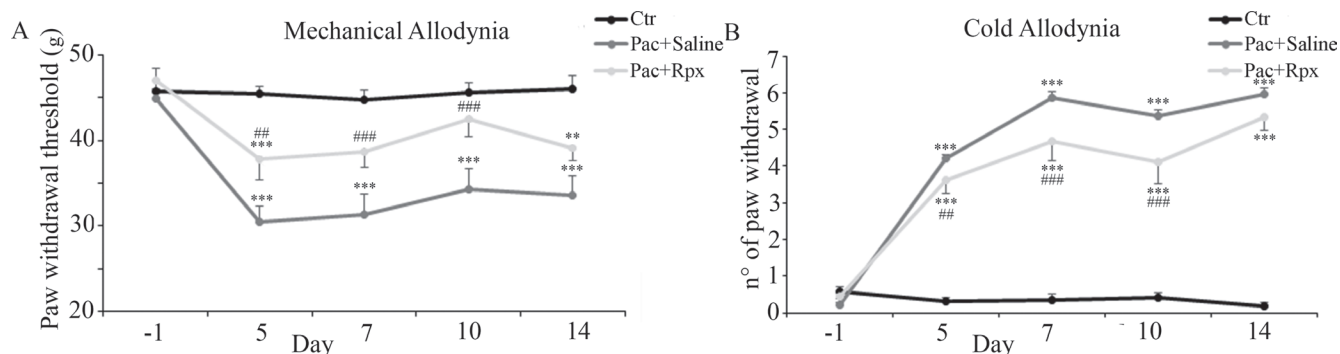 A
Mechanical Allodynia
Ctr
Pac+Saline
Pac+Rpx
Paw withdrawal threshold (g)
50
40
30
20
##
***
###
###
**
***
***
***
***
-1 5 7 10 14
Day
B
Cold Allodynia
Ctr
Pac+Saline
Pac+Rpx
n° of paw withdrawal
7
6
5
4
3
2
1
0
***
***
***
***
***
##
***
###
***
###
***
-1 5 7 10 14
Day